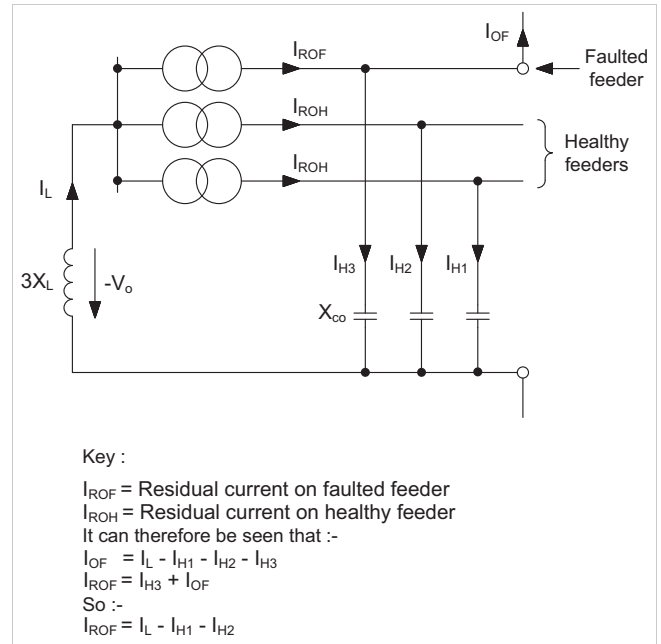 I_OF
I_ROF
Faulted
feeder
I_ROH
Healthy
feeders
I_ROH
I_L
I_H3 I_H2 I_H1
3X_L -V_o
X_co
Key :
I_ROF = Residual current on faulted feeder
I_ROH = Residual current on healthy feeder
It can therefore be seen that :-
I_OF = I_L - I_H1 - I_H2 - I_H3
I_ROF = I_H3 + I_OF
So :-
I_ROF = I_L - I_H1 - I_H2